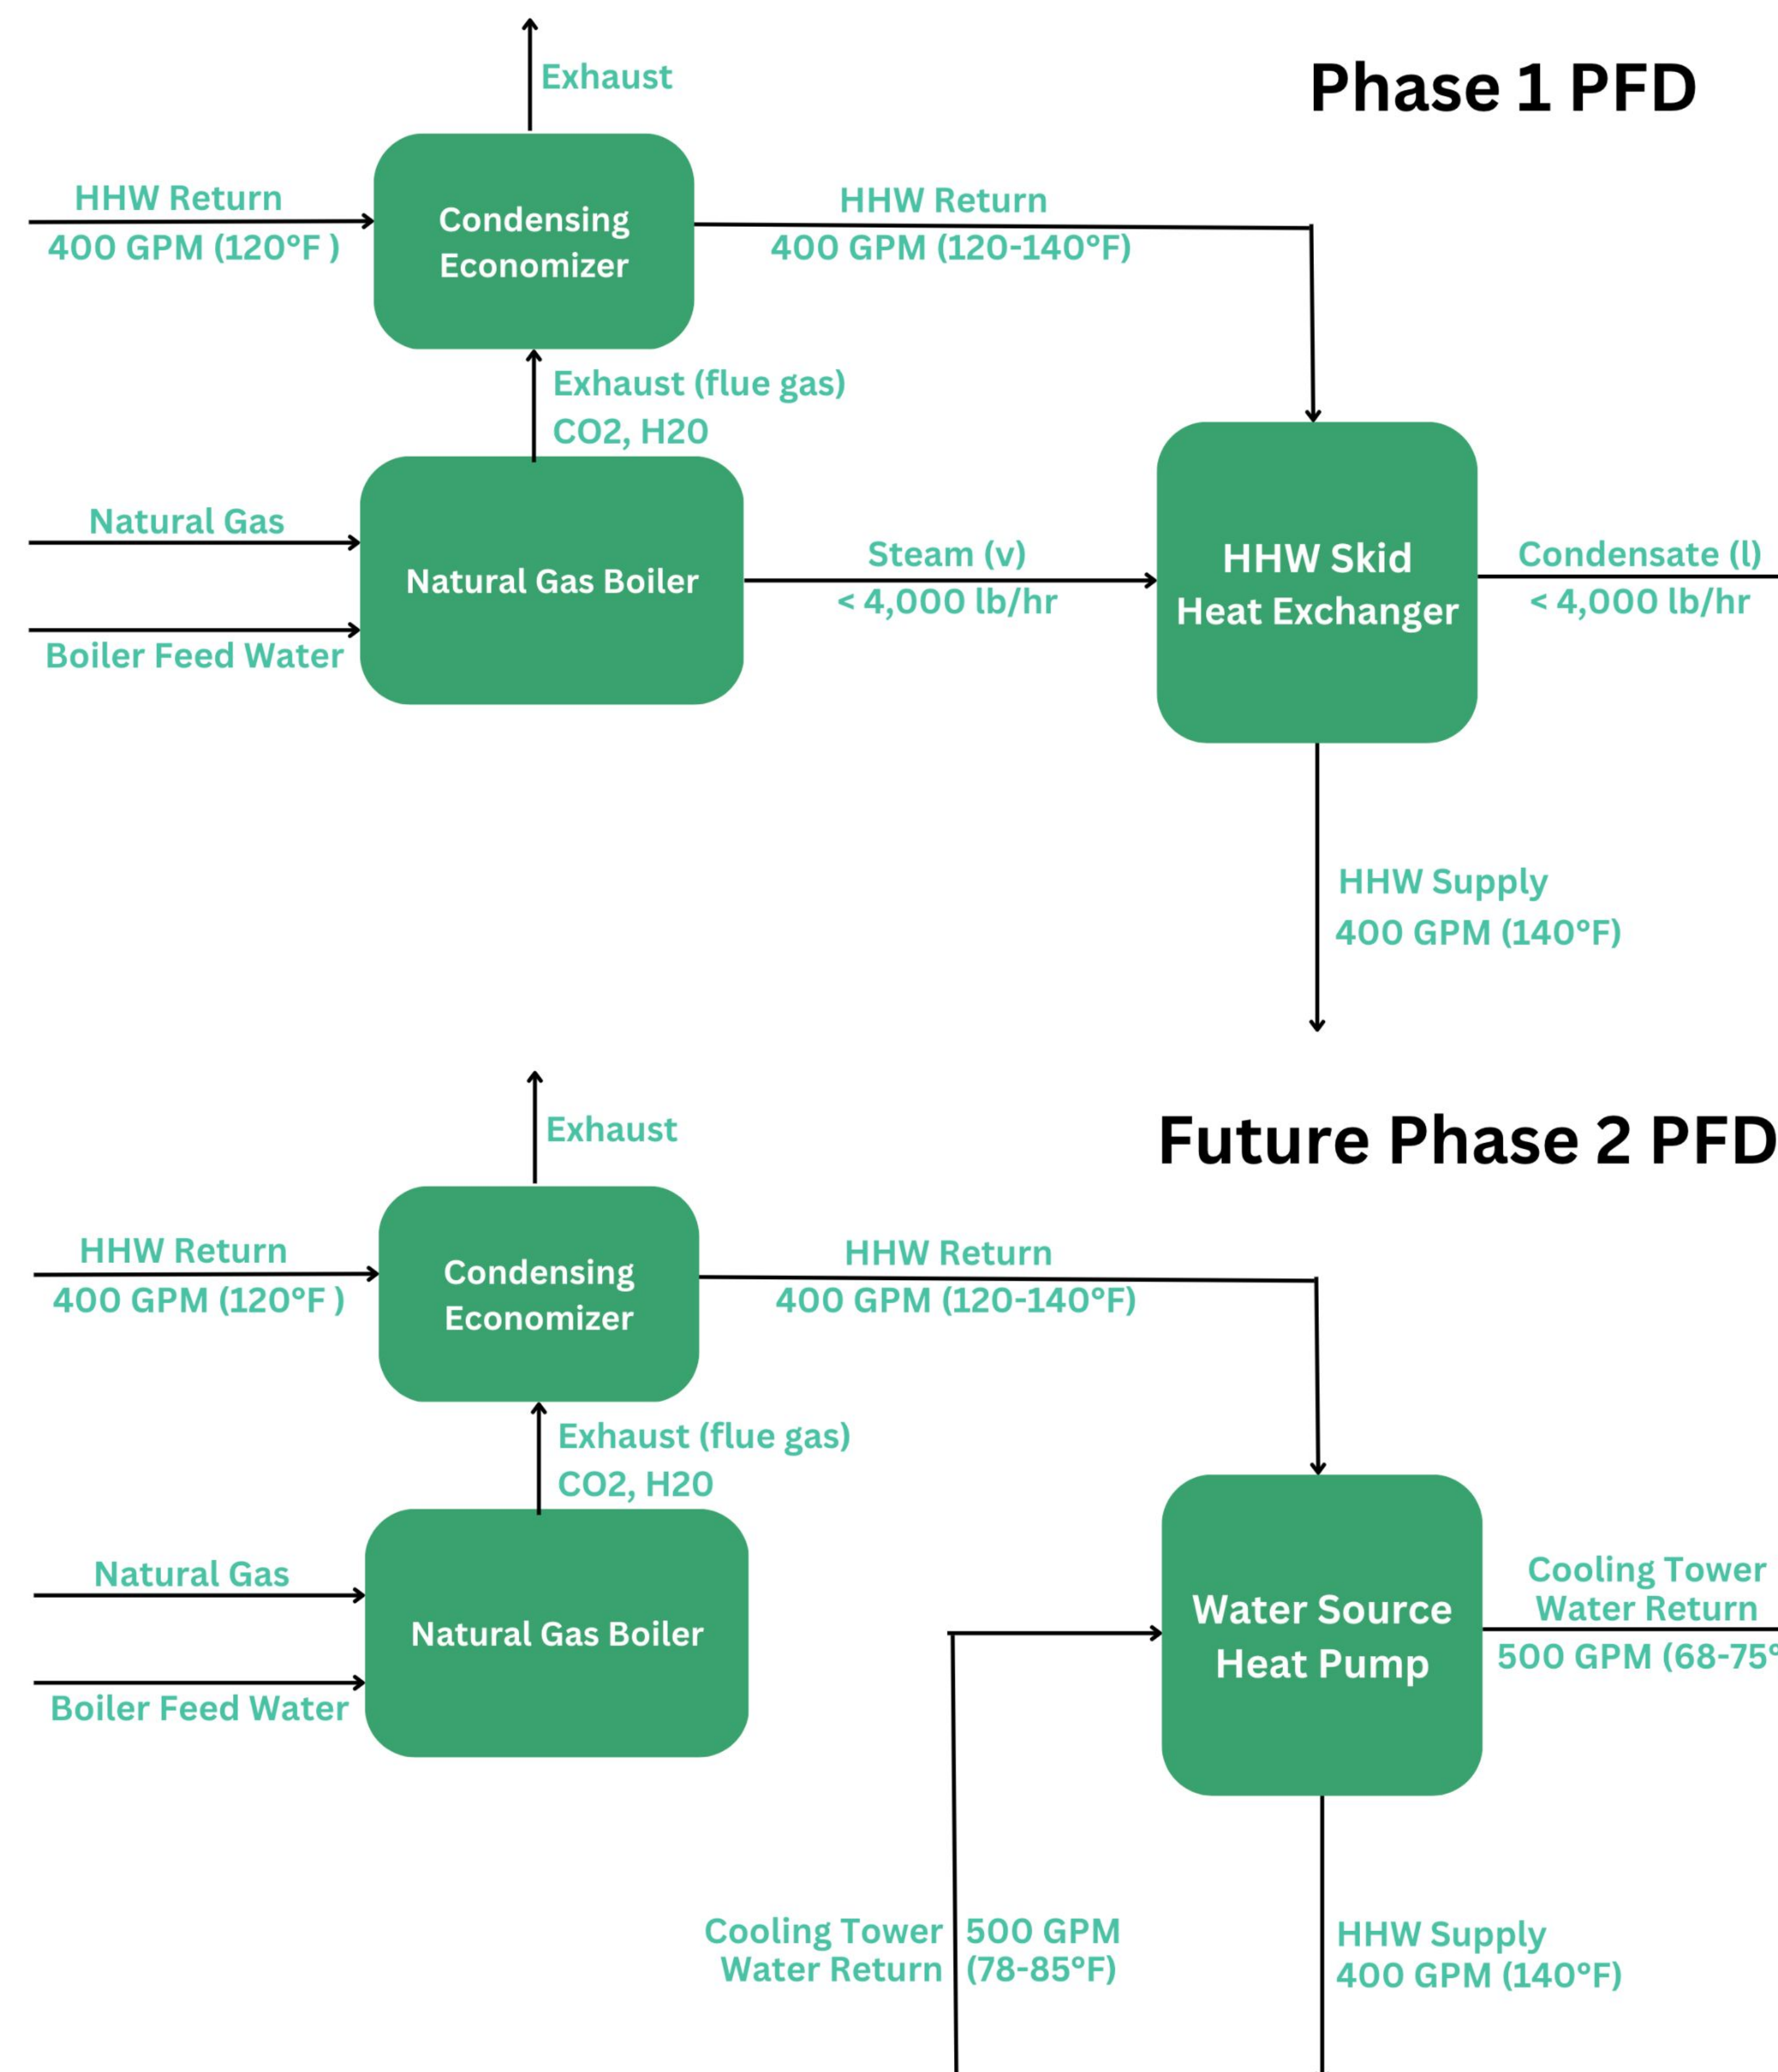 Phase 1 PFD
Exhaust
HHW Return
400 GPM (120°F )
Condensing
Economizer
HHW Return
400 GPM (120-140°F)
Exhaust (flue gas)
CO2, H20
Natural Gas
Boiler Feed Water
Natural Gas Boiler
Steam (v)
< 4,000 lb/hr
HHW Skid
Heat Exchanger
Condensate (l)
< 4,000 lb/hr
HHW Supply
400 GPM (140°F)
Future Phase 2 PFD
Exhaust
HHW Return
400 GPM (120°F )
Condensing
Economizer
HHW Return
400 GPM (120-140°F)
Exhaust (flue gas)
CO2, H20
Natural Gas
Boiler Feed Water
Natural Gas Boiler
Water Source
Heat Pump
Cooling Tower
Water Return
500 GPM (68-75°
Cooling Tower
Water Return
500 GPM
(78-85°F)
HHW Supply
400 GPM (140°F)